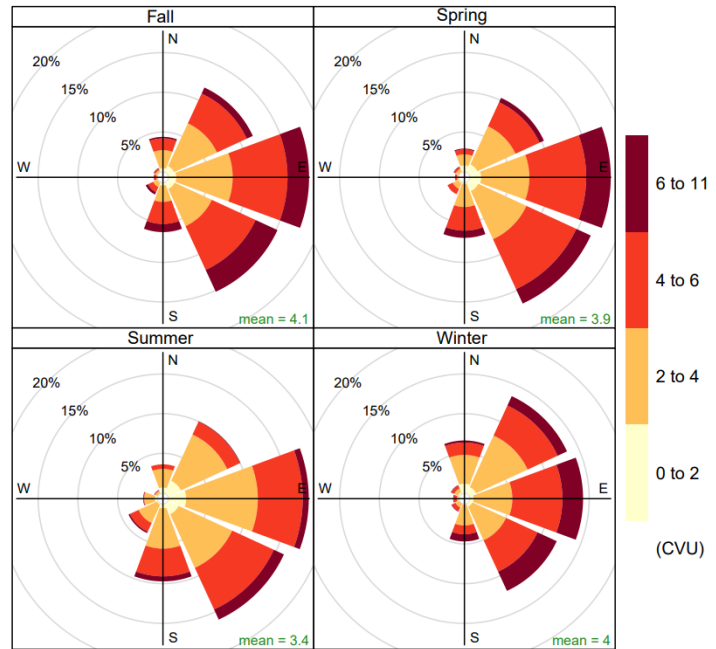 Fall
Spring
N
20%
15%
10%
5%
W
E
S
mean = 4.1
N
20%
15%
10%
5%
W
E
S
mean = 3.9
Summer
Winter
N
20%
15%
10%
5%
W
E
S
mean = 3.4
N
20%
15%
10%
5%
W
E
S
mean = 4
6 to 11
4 to 6
2 to 4
0 to 2
(CVU)